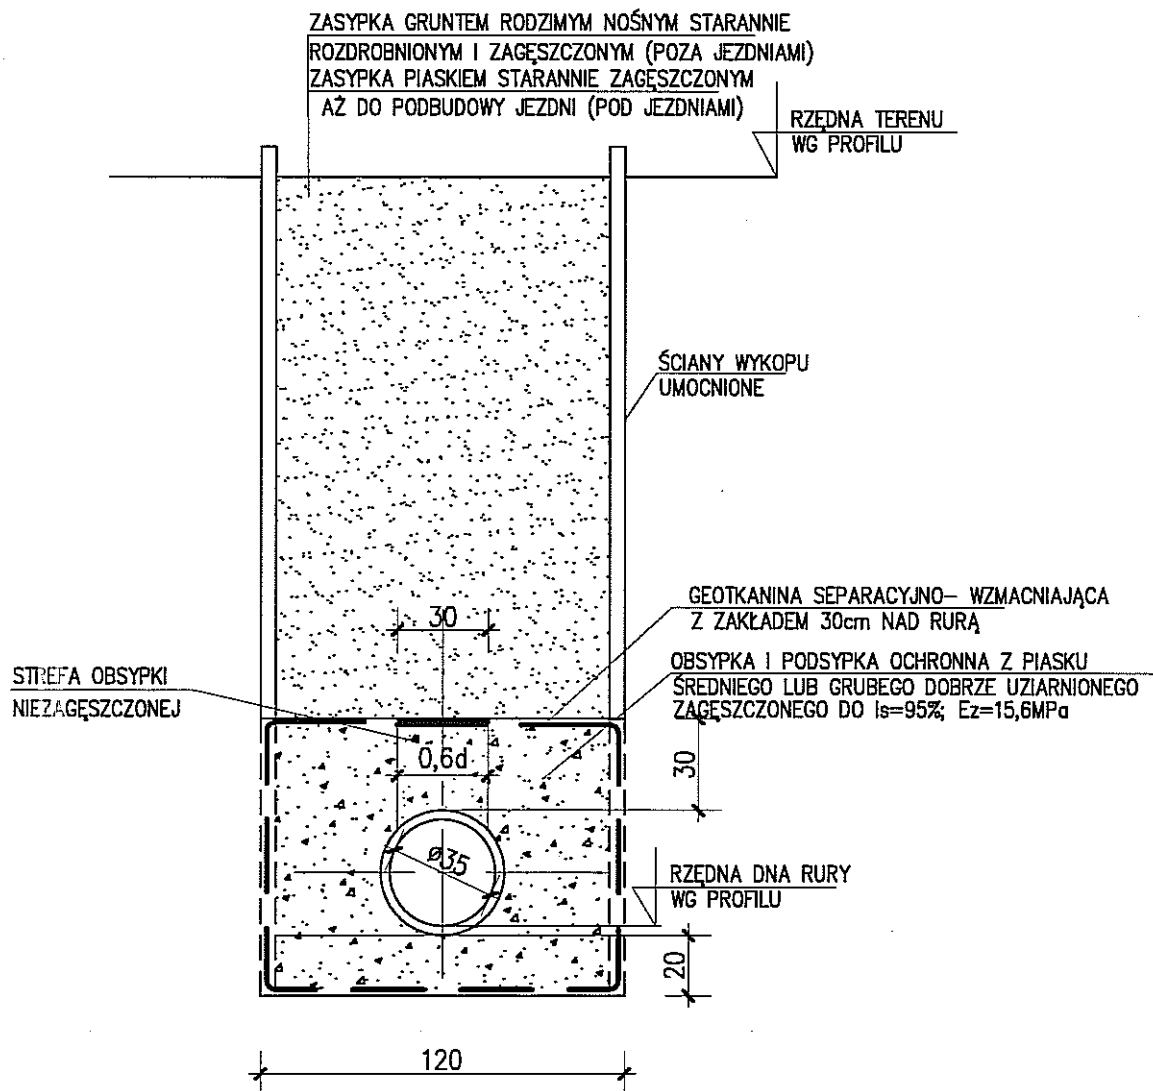 ZASYPKA GRUNTEM RODZIMYM NOŚNYM STARANNIE
ROZDROBNIONYM I ZAGĘSZCZONYM (POZA JEZDNIAMI)
ZASYPKA PIASKIEM STARANNIE ZAGĘSZCZONYM
AŻ DO PODBUDOWY JEZDNI (POD JEZDNIAMI)
RZĘDNA TERENU
WG PROFILU
ŚCIANY WYKOPU
UMOCNIONE
GEOTKANINA SEPARACYJNO- WZMACNIAJĄCA
Z ZAKŁADEM 30cm NAD RURĄ
30
OBSYPKA I PODSYPKA OCHRONNA Z PIASKU
ŚREDNIEGO LUB GRUBEGO DOBRZE UZIARNIONEGO
ZAGĘSZCZONEGO DO Is=95%; Ez=15,6MPa
STREFA OBSYPKI
NIEZAGĘSZCZONEJ
0,6d
30
ø35
RZĘDNA DNA RURY
WG PROFILU
20
120